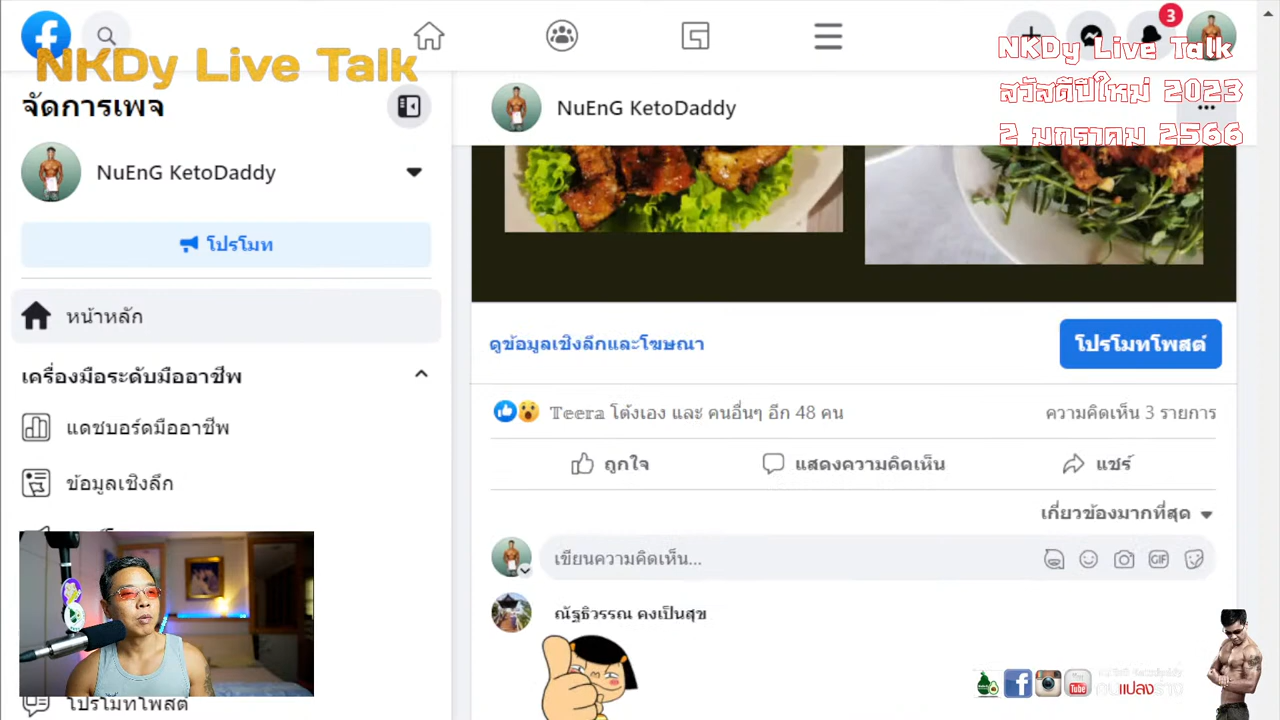 NKDy Live Talk
NKDy Live Talk
สวัสดีปีใหม่ 2023
2 มกราคม 2566
3
จัดการเพจ
NuEnG KetoDaddy
โปรโมท
หน้าหลัก
เครื่องมือระดับมืออาชีพ
แดชบอร์ดมืออาชีพ
ข้อมูลเชิงลึก
โปรโมทโพสต์
NuEnG KetoDaddy
ดูข้อมูลเชิงลึกและโฆษณา
โปรโมทโพสต์
Teera โต้งเอง และ คนอื่นๆ อีก 48 คน
ความคิดเห็น 3 รายการ
ถูกใจ
แสดงความคิดเห็น
แชร์
เกี่ยวข้องมากที่สุด
เขียนความคิดเห็น...
GIF
ณัฐธิวรรณ คงเป็นสุข
You Tube
ฅนแปลงร่าง